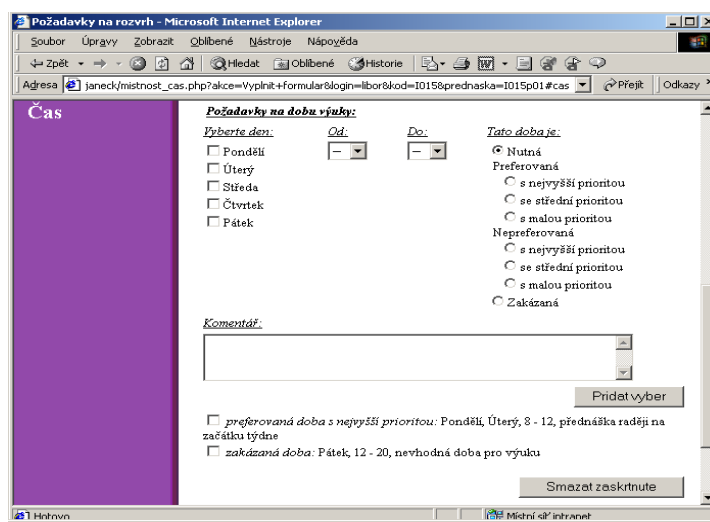 Požadavky na rozvrh - Microsoft Internet Explorer
Soubor Úpravy Zobrazit Oblíbené Nástroje Nápověda
Zpět Hledat Oblíbené Historie
Adresa janeck/mistnost_cas.php?akce=Vyplnit+formular&login=libor&kod=I015&prednaska=I015p01#cas Přejít Odkazy »
Čas
Požadavky na dobu výuky:
Vyberte den: Od: Do: Tato doba je:
Pondělí – – Nutná
Preferovaná
Úterý
s nejvyšší prioritou
Středa
se střední prioritou
Čtvrtek
s malou prioritou
Pátek
Nepreferovaná
s nejvyšší prioritou
se střední prioritou
s malou prioritou
Zakázaná
Komentář:
Pridat vyber
preferovaná doba s nejvyšší prioritou: Pondělí, Úterý, 8 - 12, přednáška raději na
začátku týdne
zakázaná doba: Pátek, 12 - 20, nevhodná doba pro výuku
Smazat zaskrtnute
Hotovo Místní síť intranet